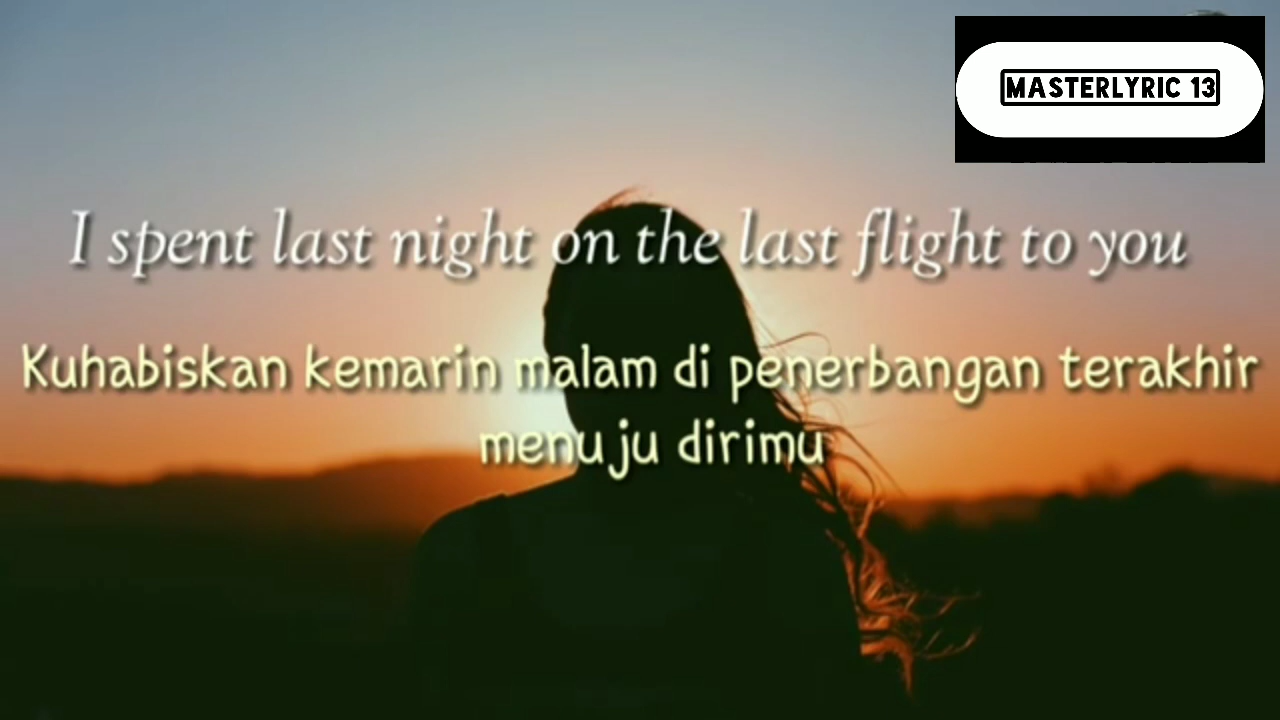 MASTERLYRIC 13
I spent last night on the last flight to you
Kuhabiskan kemarin malam di penerbangan terakhir
menuju dirimu